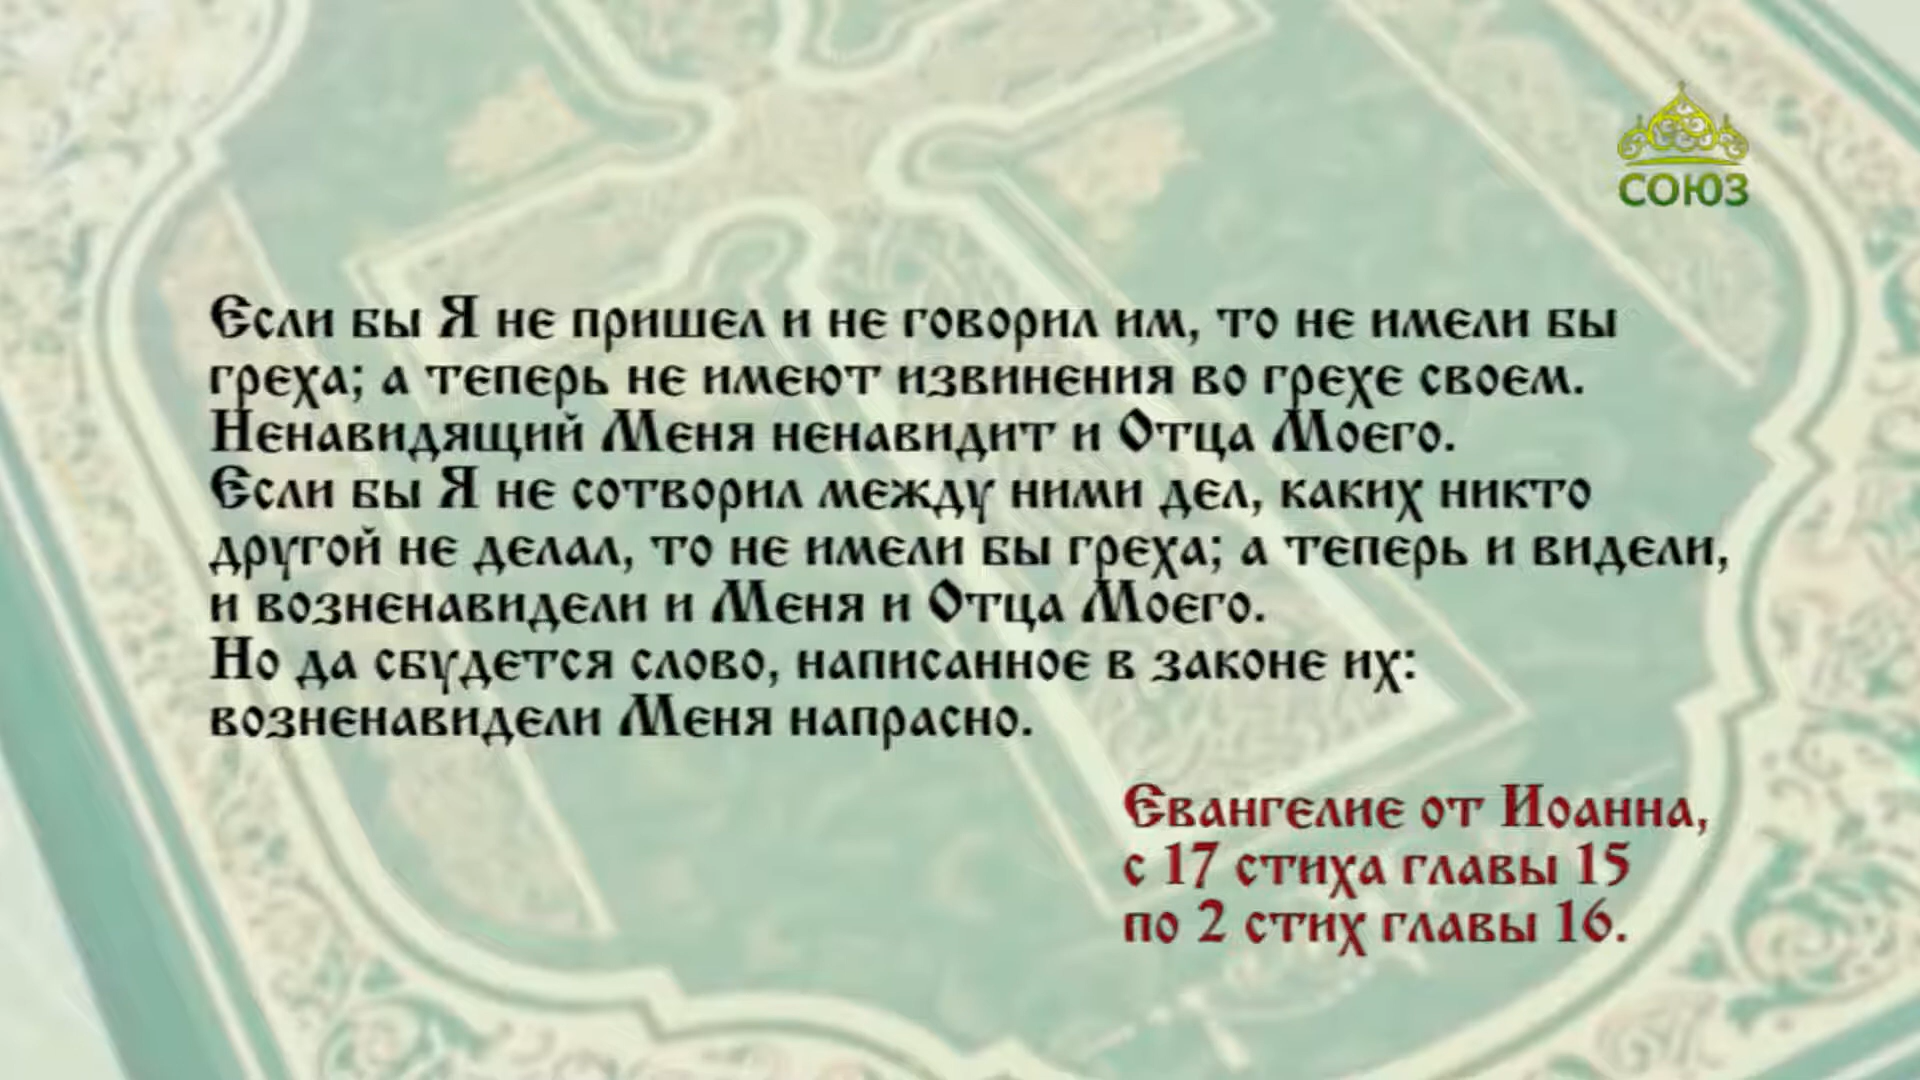 СОЮЗ
Если бы Я не пришел и не говорил им, то не имели бы
греха; а теперь не имеют извинения во грехе своем.
Ненавидящий Меня ненавидит и Отца Моего.
Если бы Я не сотворил между ними дел, каких никто
другой не делал, то не имели бы греха; а теперь и видели,
и возненавидели и Меня и Отца Моего.
Но да сбудется слово, написанное в законе их:
возненавидели Меня напрасно.
Евангелие от Иоанна,
с 17 стиха главы 15
по 2 стих главы 16.